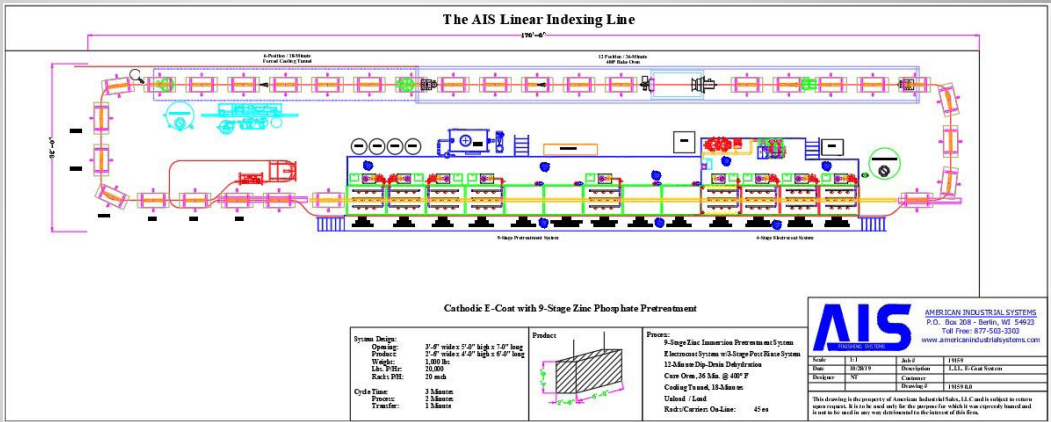 The AIS Linear Indexing Line
170'-0"
6-Position / 18-Minute
Forced Cooling Tunnel
12 Position / 36-Minute
400° Bake Oven
9-Stage Pretreatment System
4-Stage Electrocoat System
Cathodic E-Coat with 9-Stage Zinc Phosphate Pretreatment
System Design:
Opening: 3'-6" wide x 5'-0" high x 7-0" long
Product: 2'-6" wide x 4'-0" high x 6'-0" long
Weight: 1,000 lbs
Lbs. P/Hr: 20,000
Racks P/H: 20 each
Cycle Time: 3 Minutes
Process: 2 Minutes
Transfer: 1 Minute
Product
2'-6"
6'-0"
Process:
9-Stage Zinc Immersion Pretreatment System
Electrocoat System w/3-Stage Post Rinse System
12-Minute Dip-Drain Dehydration
Cure Oven, 36 Min. @ 400° F
Cooling Tunnel, 18-Minutes
Unload / Load
Racks/Carriers On-Line: 45 ea
AIS
FINISHING SYSTEMS
AMERICAN INDUSTRIAL SYSTEMS
P.O. Box 208 - Berlin, WI 54923
Toll Free: 877-503-3303
www.americanindustrialsystems.com
Scale 1:1 Job # 19159
Date 10/28/19 Description L.I.L. E-Coat System
Designer NT Customer
Drawing # 19159-L0
This drawing is the property of American Industrial Sales, LLC and is subject to return
upon request. It is to be used only for the purpose for which it was expressly loaned and
is not to be used in any way detrimental to the interest of this firm.